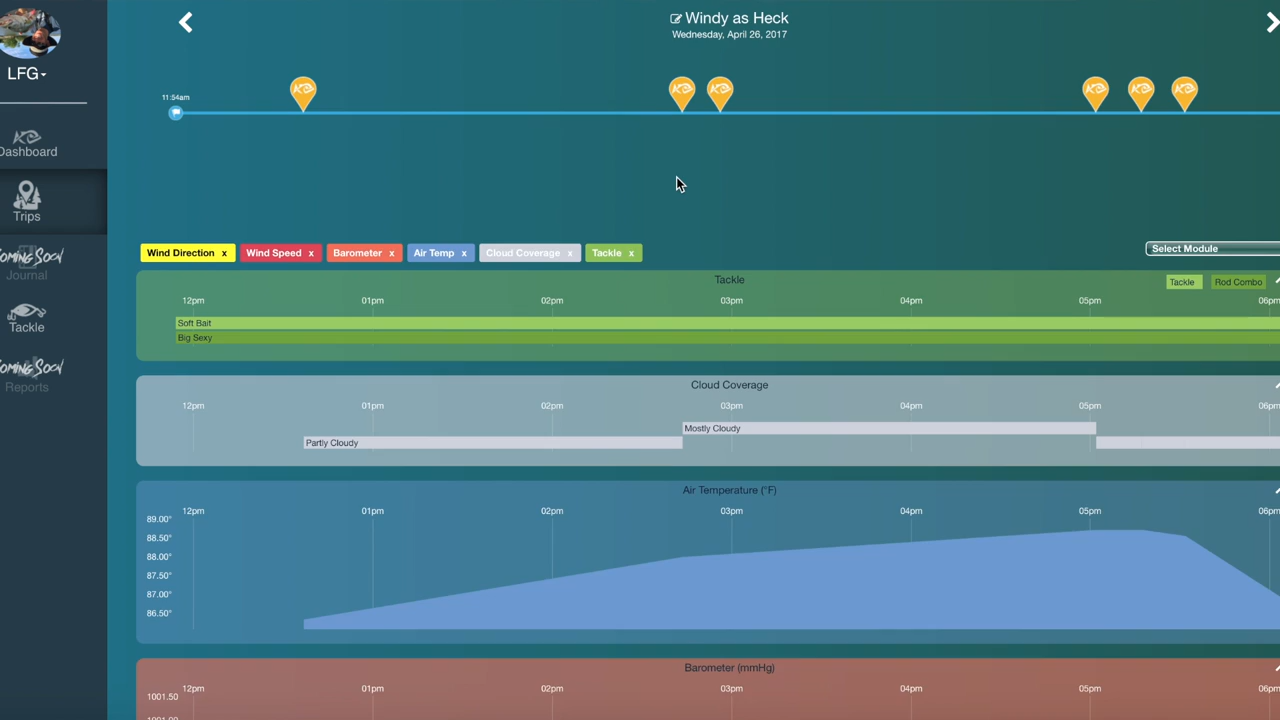 Windy as Heck
Wednesday, April 26, 2017
LFG
11:54am
Dashboard
Trips
COMING SOON
Journal
Tackle
COMING SOON
Reports
Wind Direction x
Wind Speed x
Barometer x
Air Temp x
Cloud Coverage x
Tackle x
Select Module
Tackle
Tackle
Rod Combo
12pm 01pm 02pm 03pm 04pm 05pm 06pm
Soft Bait
Big Sexy
Cloud Coverage
12pm 01pm 02pm 03pm 04pm 05pm 06pm
Mostly Cloudy
Partly Cloudy
Air Temperature (°F)
12pm 01pm 02pm 03pm 04pm 05pm 06pm
89.00°
88.50°
88.00°
87.50°
87.00°
86.50°
Barometer (mmHg)
12pm 01pm 02pm 03pm 04pm 05pm 06pm
1001.50